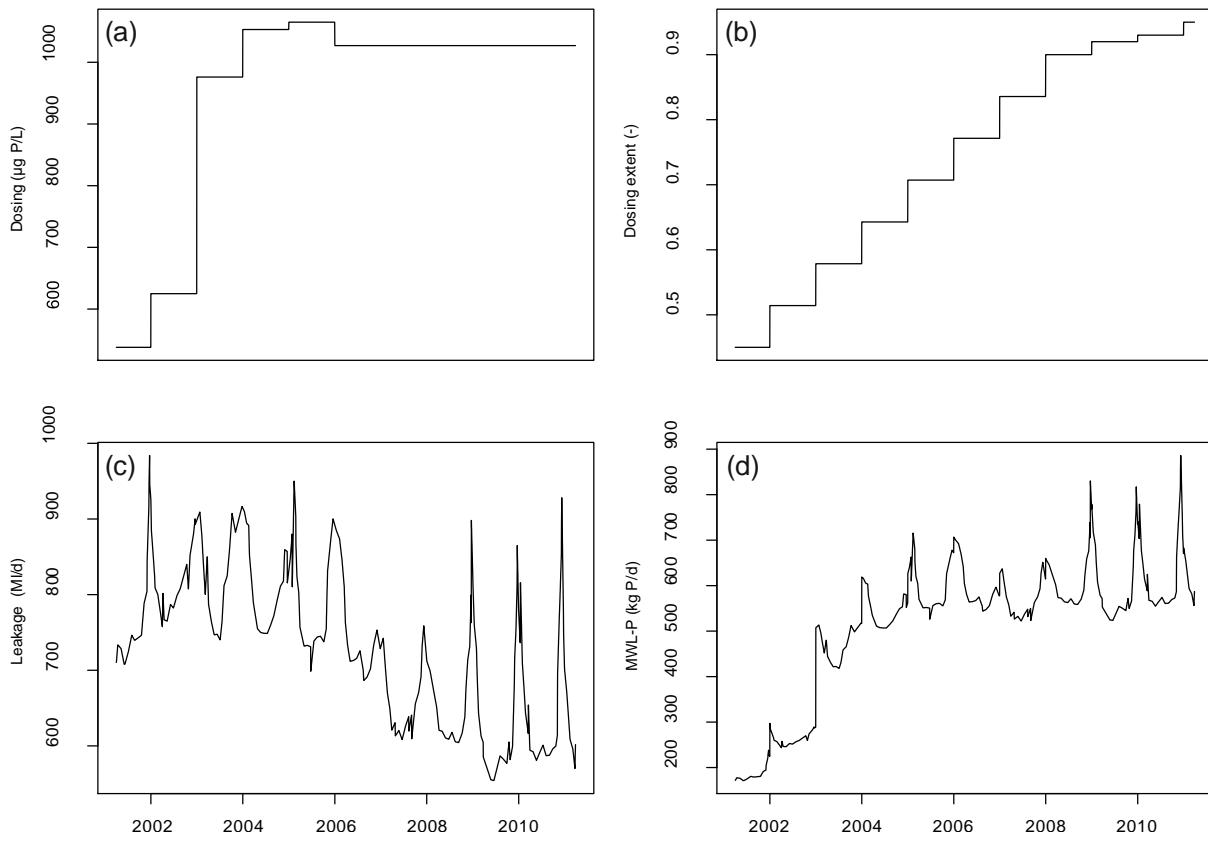 (a)
Dosing (µg P/L)
1000
900
800
700
600
(b)
Dosing extent (-)
0.9
0.8
0.7
0.6
0.5
(c)
Leakage (Ml/d)
1000
900
800
700
600
2002 2004 2006 2008 2010
(d)
MWL-P (kg P/d)
900
800
700
600
500
400
300
200
2002 2004 2006 2008 2010